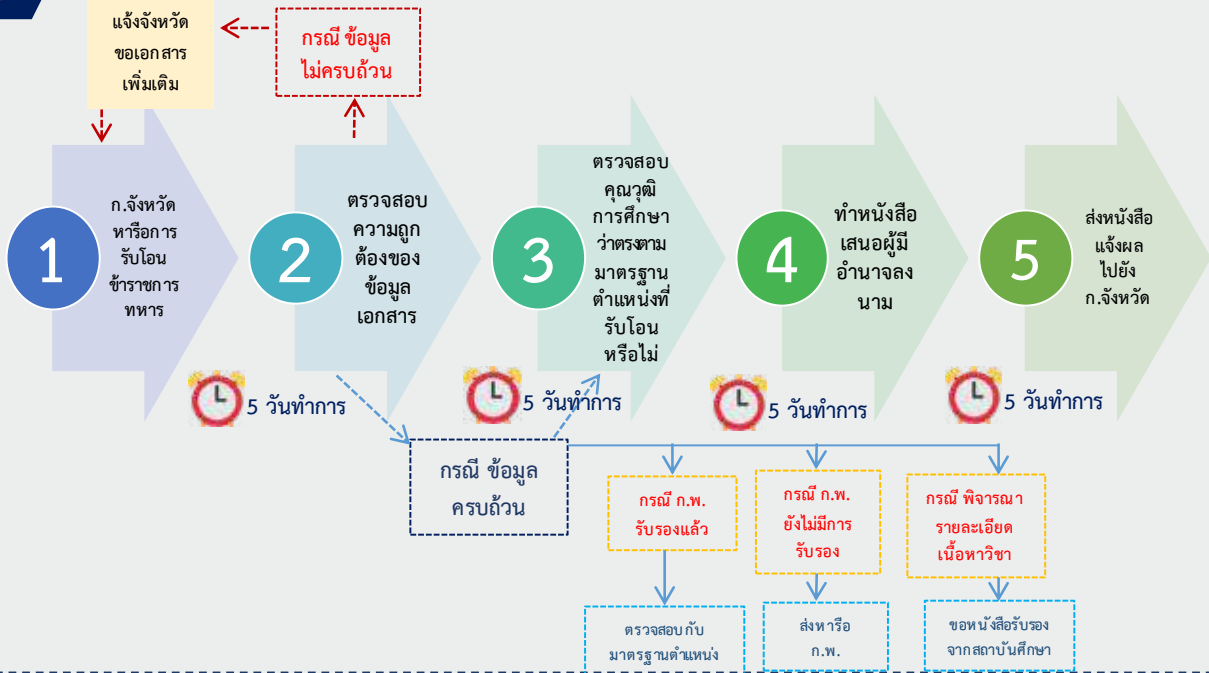 แจ้งจังหวัด
ขอเอกสาร
เพิ่มเติม
กรณี ข้อมูล
ไม่ครบถ้วน
1
ก.จังหวัด
หารือการ
รับโอน
ข้าราชการ
ทหาร
2
ตรวจสอบ
ความถูก
ต้องของ
ข้อมูล
เอกสาร
3
ตรวจสอบ
คุณวุฒิ
การศึกษา
ว่าตรงตาม
มาตรฐาน
ตำแหน่งที่
รับโอน
หรือไม่
4
ทำหนังสือ
เสนอผู้มี
อำนาจลง
นาม
5
ส่งหนังสือ
แจ้งผล
ไปยัง
ก.จังหวัด
5 วันทำการ
5 วันทำการ
5 วันทำการ
5 วันทำการ
กรณี ข้อมูล
ครบถ้วน
กรณี ก.พ.
รับรองแล้ว
กรณี ก.พ.
ยังไม่มีการ
รับรอง
กรณี พิจารณา
รายละเอียด
เนื้อหาวิชา
ตรวจสอบกับ
มาตรฐานตำแหน่ง
ส่งหารือ
ก.พ.
ขอหนังสือรับรอง
จากสถาบันศึกษา